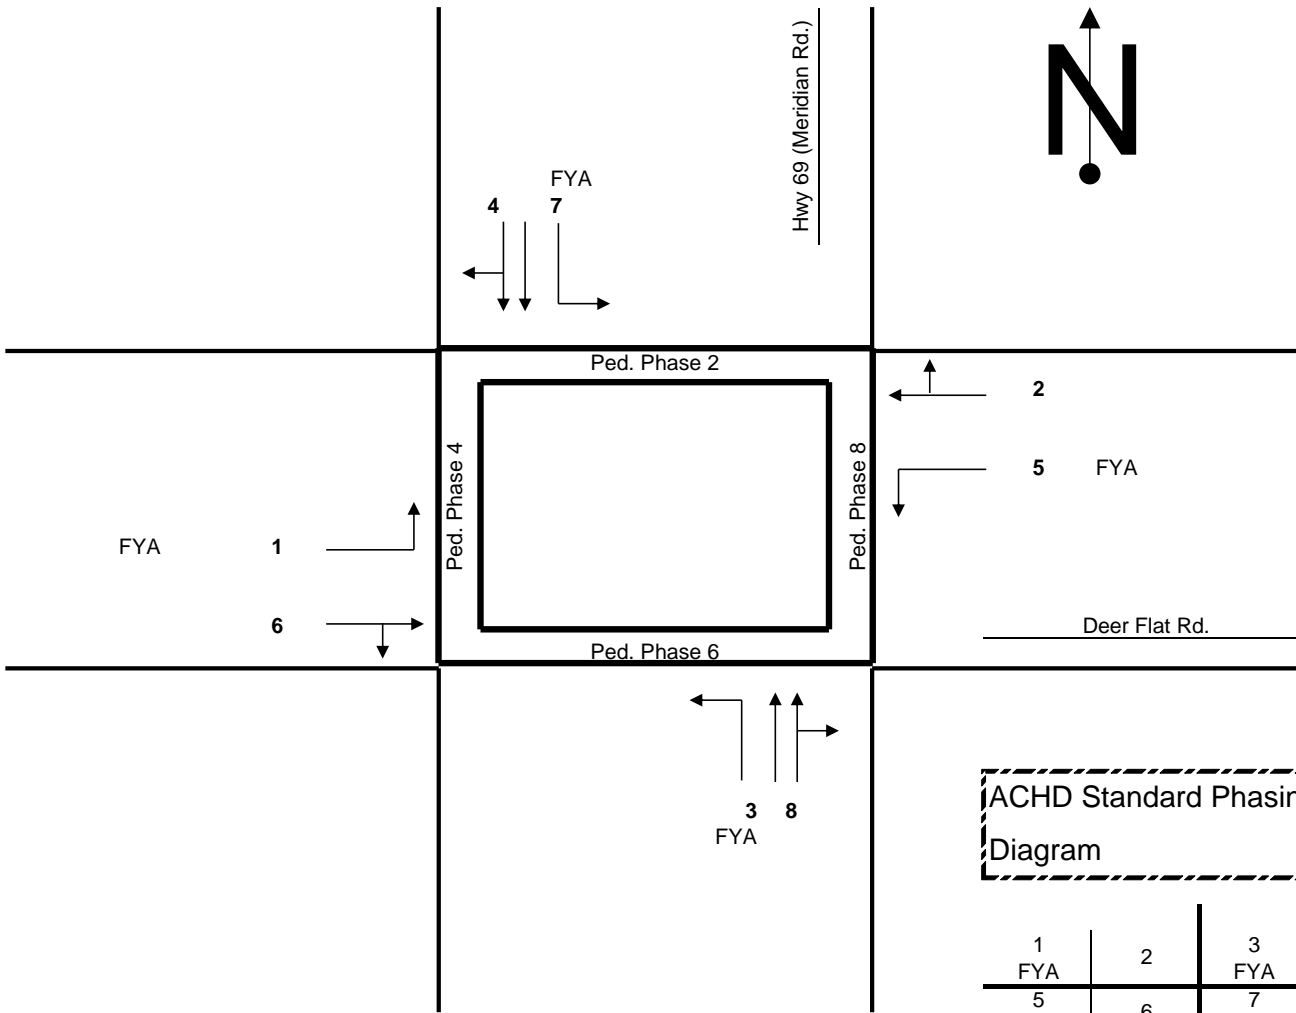 Hwy 69 (Meridian Rd.)
N
FYA
4 7
Ped. Phase 2
2
Ped. Phase 4
Ped. Phase 8
5 FYA
FYA 1
6
Deer Flat Rd.
Ped. Phase 6
3 8
FYA
ACHD Standard Phasin
Diagram
1 2 3
FYA FYA
5 6 7